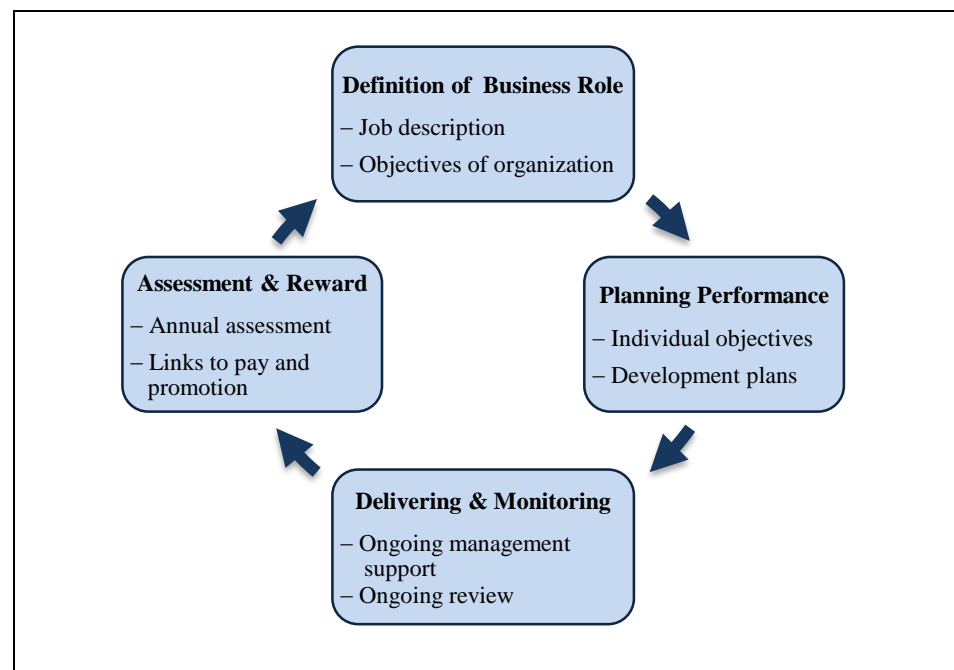 Definition of Business Role
– Job description
– Objectives of organization
Assessment & Reward
– Annual assessment
– Links to pay and
promotion
Planning Performance
– Individual objectives
– Development plans
Delivering & Monitoring
– Ongoing management
support
– Ongoing review